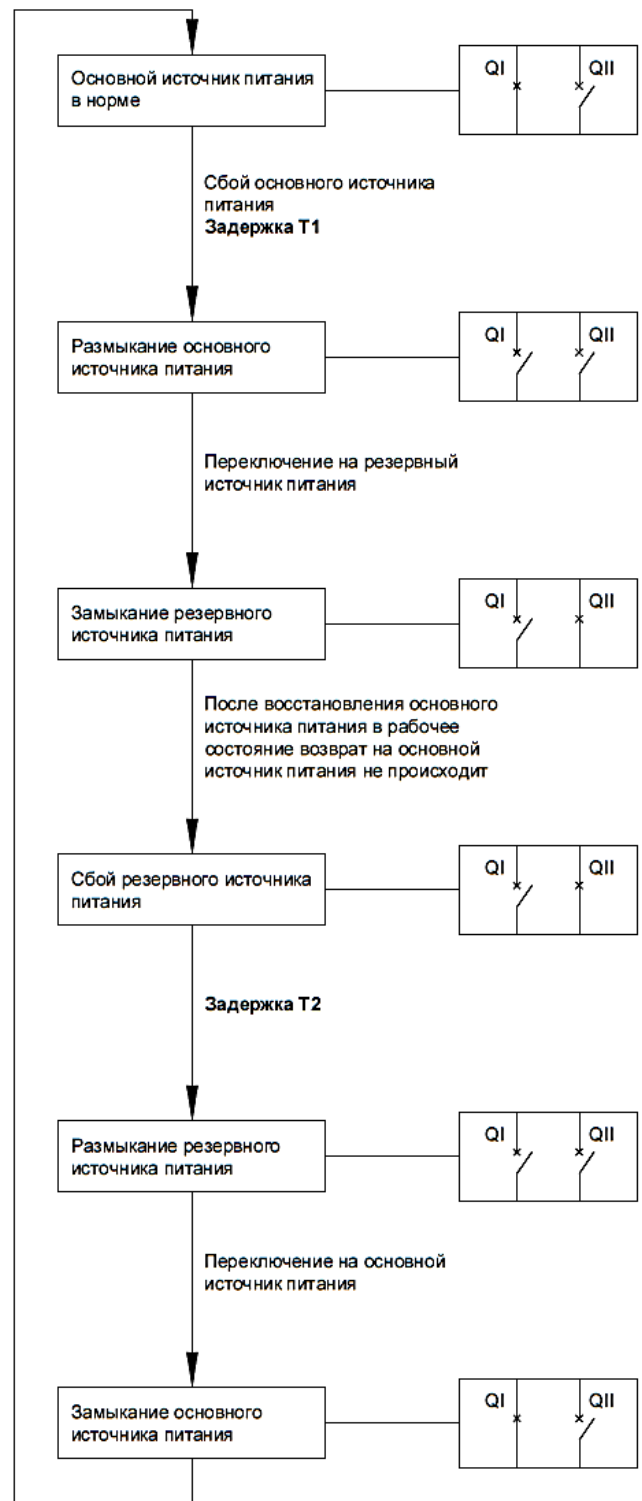 Основной источник питания
в норме
QI QII
Сбой основного источника
питания
Задержка T1
Размыкание основного
источника питания
QI QII
Переключение на резервный
источник питания
Замыкание резервного
источника питания
QI QII
После восстановления основного
источника питания в рабочее
состояние возврат на основной
источник питания не происходит
Сбой резервного источника
питания
QI QII
Задержка T2
Размыкание резервного
источника питания
QI QII
Переключение на основной
источник питания
Замыкание основного
источника питания
QI QII